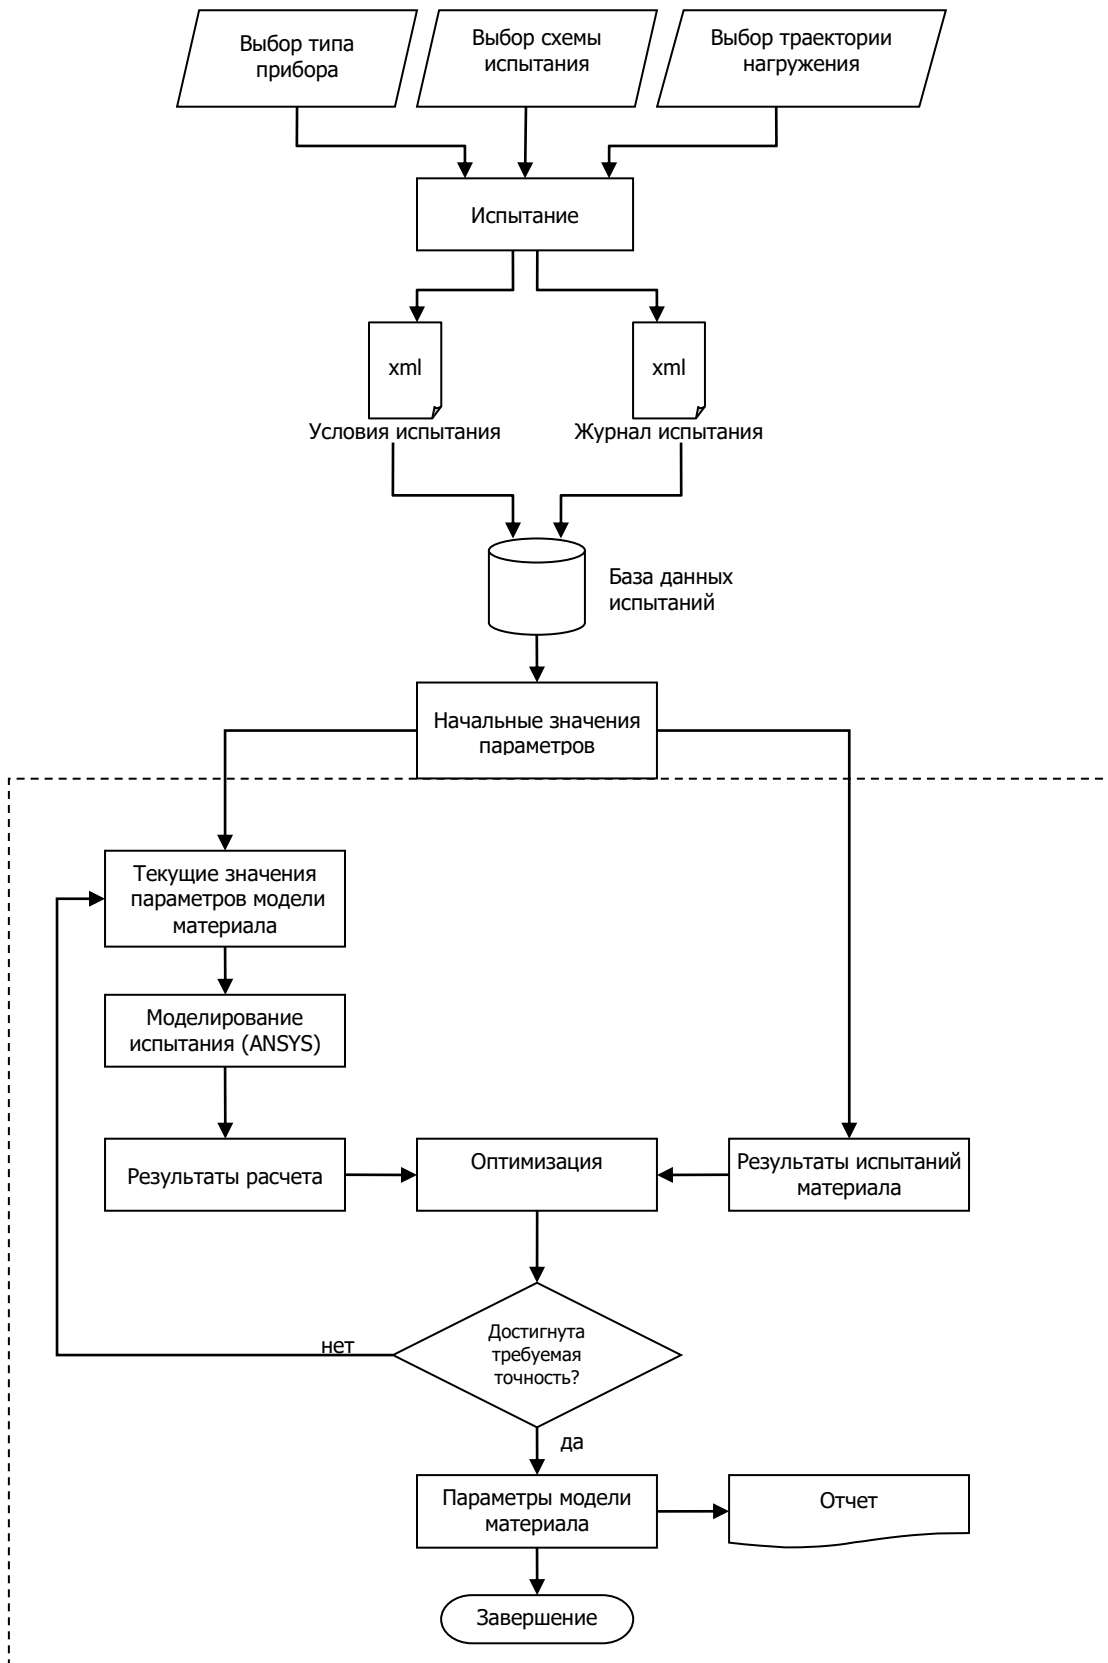 Выбор типа
прибора
Выбор схемы
испытания
Выбор траектории
нагружения
Испытание
xml
xml
Условия испытания
Журнал испытания
База данных
испытаний
Начальные значения
параметров
Текущие значения
параметров модели
материала
Моделирование
испытания (ANSYS)
Результаты расчета
Оптимизация
Результаты испытаний
материала
нет
Достигнута
требуемая
точность?
да
Параметры модели
материала
Отчет
Завершение